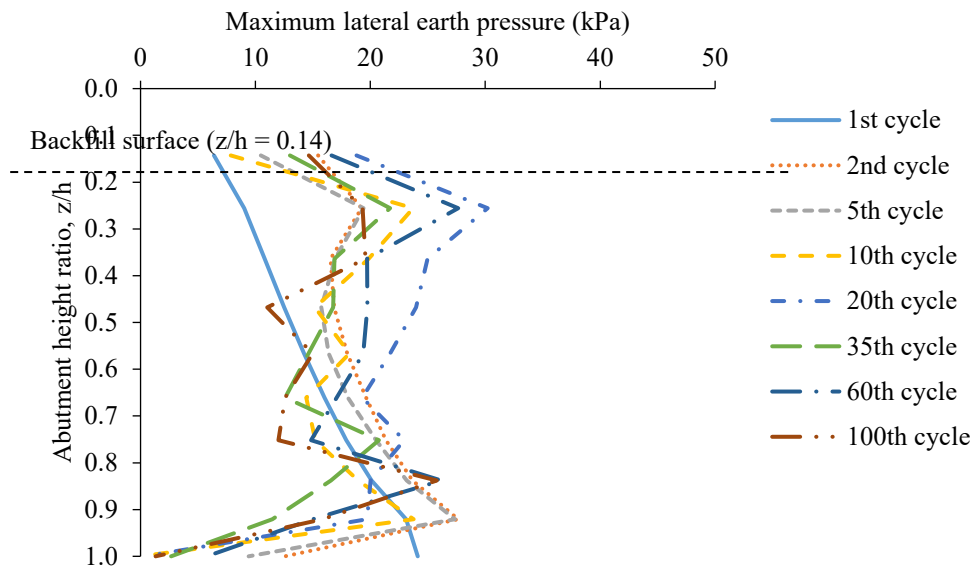 Maximum lateral earth pressure (kPa)
0 10 20 30 40 50
0.0
0.1
Backfill surface (z/h = 0.14)
0.2
0.3
0.4
0.5
0.6
0.7
0.8
0.9
1.0
Abutment height ratio, z/h
1st cycle
2nd cycle
5th cycle
10th cycle
20th cycle
35th cycle
60th cycle
100th cycle